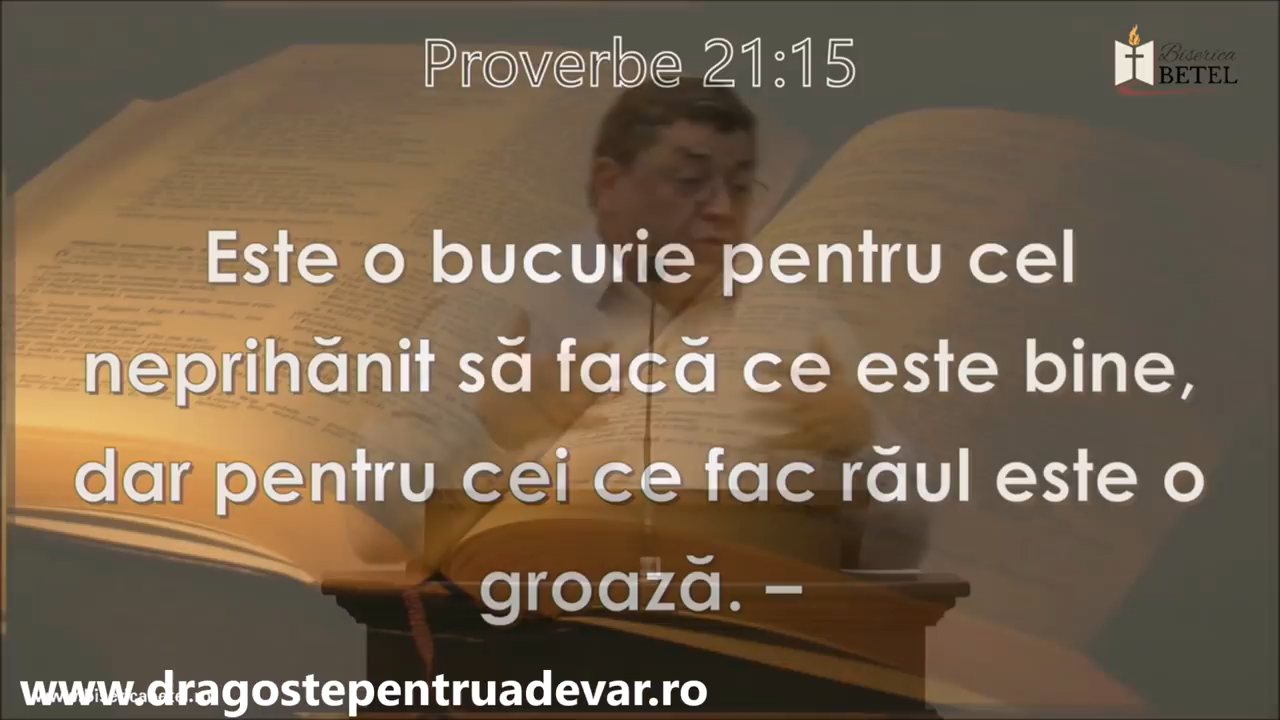 Proverbe 21:15
Biserica
BETEL
Este o bucurie pentru cel
neprihănit să facă ce este bine,
dar pentru cei ce fac răul este o
groază. –
www.dragostepentruadevar.ro